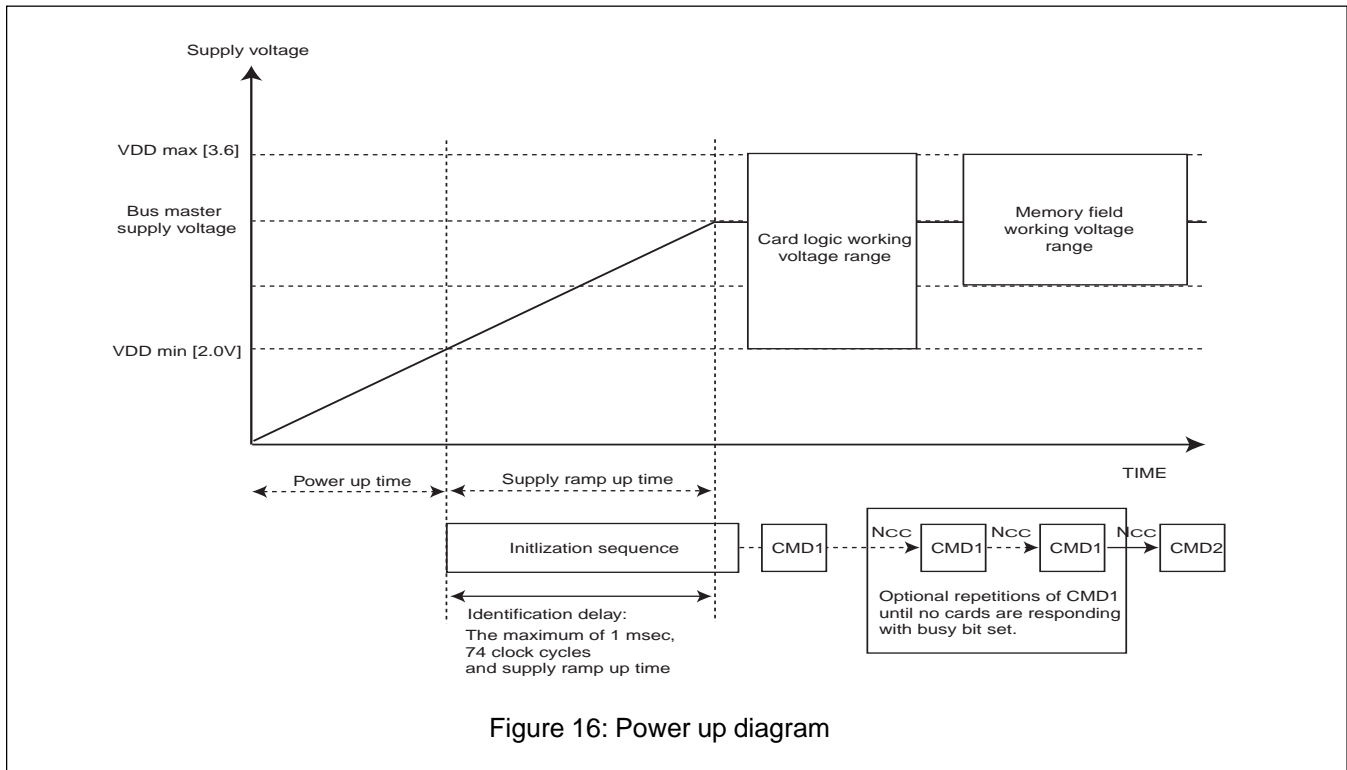 Supply voltage
VDD max [3.6]
Bus master
supply voltage
Card logic working
voltage range
Memory field
working voltage
range
VDD min [2.0V]
TIME
Power up time
Supply ramp up time
Initlization sequence
CMD1
NCC
CMD1
NCC
CMD1
NCC
CMD2
Optional repetitions of CMD1
until no cards are responding
with busy bit set.
Identification delay:
The maximum of 1 msec,
74 clock cycles
and supply ramp up time
Figure 16: Power up diagram